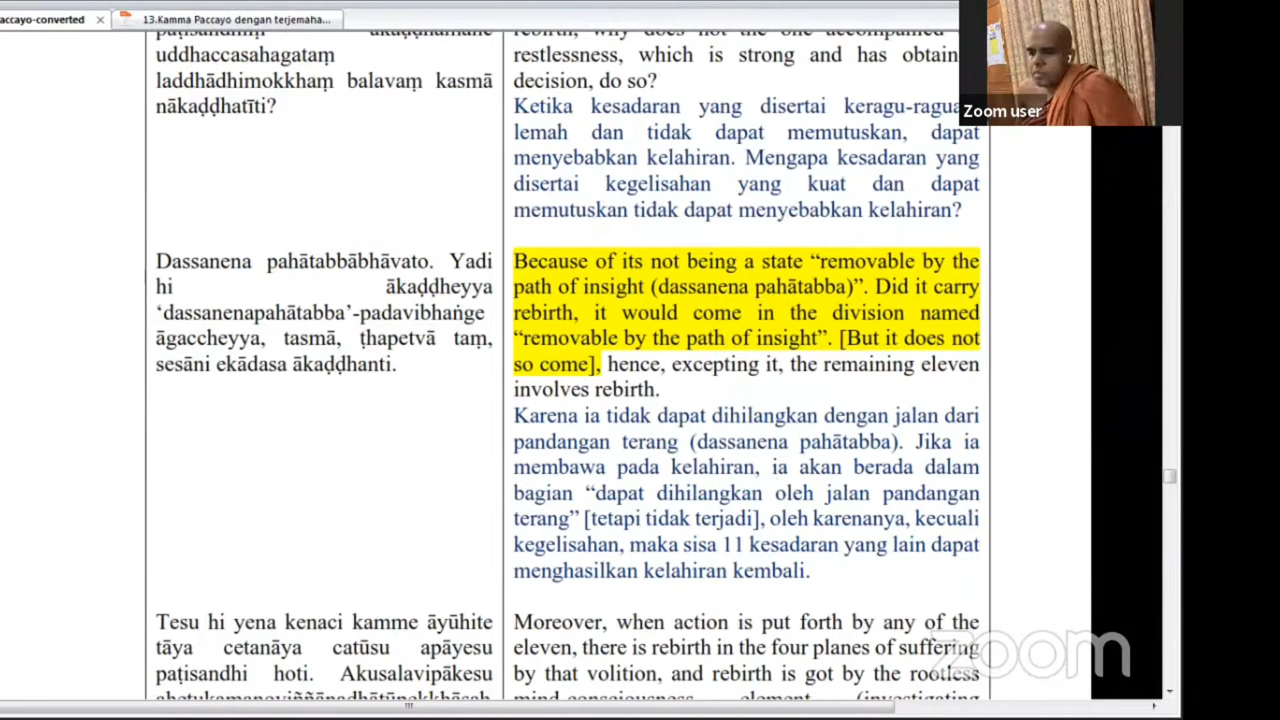 accayo-converted
13.Kamma Paccayo dengan terjemaha...
Zoom user
uddhaccasahagataṃ
laddhādhimokkhaṃ balavaṃ kasmā
nākaḍḍhatīti?
restlessness, which is strong and has obtain
decision, do so?
Ketika kesadaran yang disertai keragu-ragua
lemah dan tidak dapat memutuskan, dapat
menyebabkan kelahiran. Mengapa kesadaran yang
disertai kegelisahan yang kuat dan dapat
memutuskan tidak dapat menyebabkan kelahiran?
Dassanena pahātabbābhāvato. Yadi
hi ākaḍḍheyya
‘dassanenapahātabba’-padavibhaṅge
āgaccheyya, tasmā, ṭhapetvā taṃ,
sesāni ekādasa ākaḍḍhanti.
Because of its not being a state “removable by the
path of insight (dassanena pahātabba)”. Did it carry
rebirth, it would come in the division named
“removable by the path of insight”. [But it does not
so come], hence, excepting it, the remaining eleven
involves rebirth.
Karena ia tidak dapat dihilangkan dengan jalan dari
pandangan terang (dassanena pahātabba). Jika ia
membawa pada kelahiran, ia akan berada dalam
bagian “dapat dihilangkan oleh jalan pandangan
terang” [tetapi tidak terjadi], oleh karenanya, kecuali
kegelisahan, maka sisa 11 kesadaran yang lain dapat
menghasilkan kelahiran kembali.
Tesu hi yena kenaci kamme āyūhite
tāya cetanāya catūsu apāyesu
paṭisandhi hoti. Akusalavipākesu
Moreover, when action is put forth by any of the
eleven, there is rebirth in the four planes of suffering
by that volition, and rebirth is got by the rootless
zoom